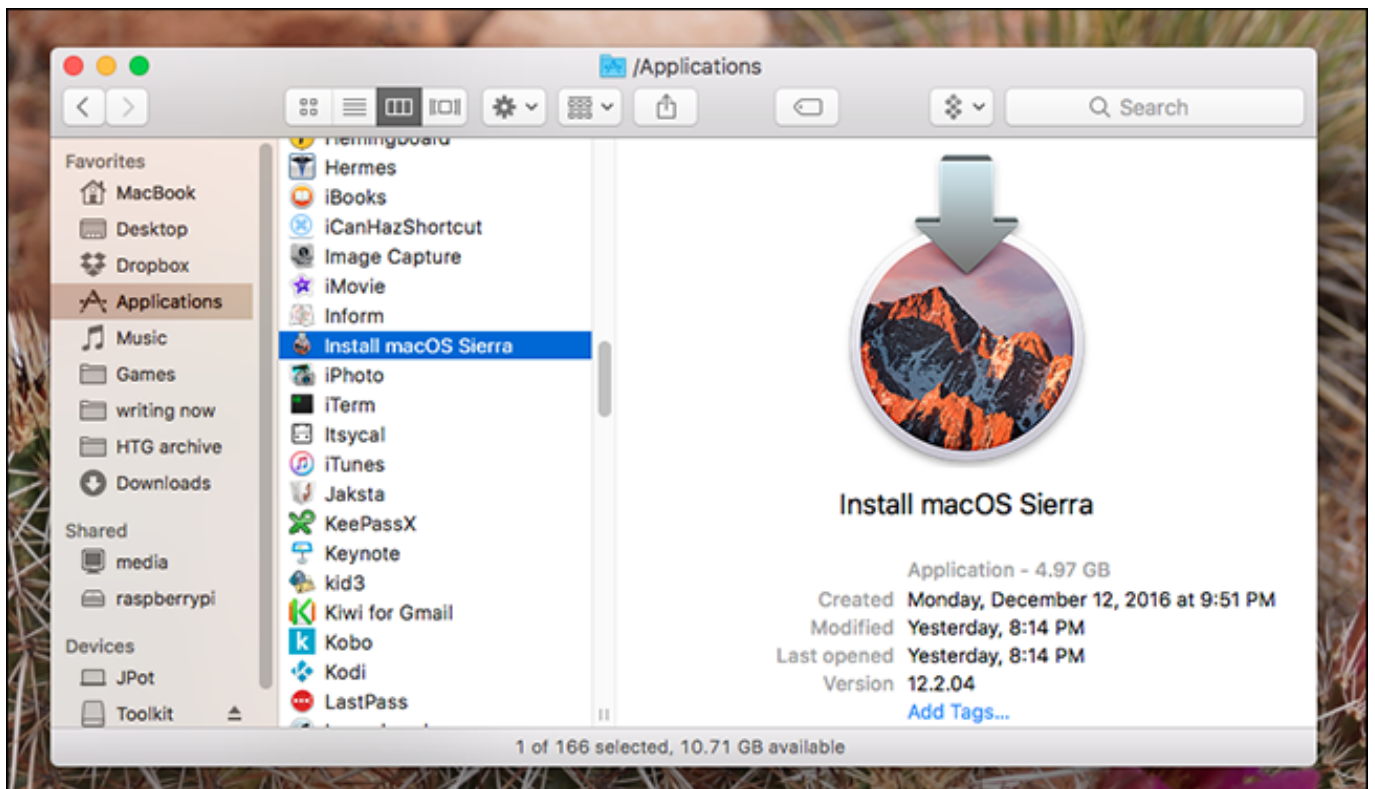 /Applications
Search
Favorites
MacBook
Desktop
Dropbox
Applications
Music
Games
writing now
HTG archive
Downloads
Shared
media
raspberrypi
Devices
JPot
Toolkit
Hemingboard
Hermes
iBooks
iCanHazShortcut
Image Capture
iMovie
Inform
Install macOS Sierra
iPhoto
iTerm
Itsycal
iTunes
Jaksta
KeePassX
Keynote
kid3
Kiwi for Gmail
Kobo
Kodi
LastPass
Install macOS Sierra
Application - 4.97 GB
Created Monday, December 12, 2016 at 9:51 PM
Modified Yesterday, 8:14 PM
Last opened Yesterday, 8:14 PM
Version 12.2.04
Add Tags...
1 of 166 selected, 10.71 GB available